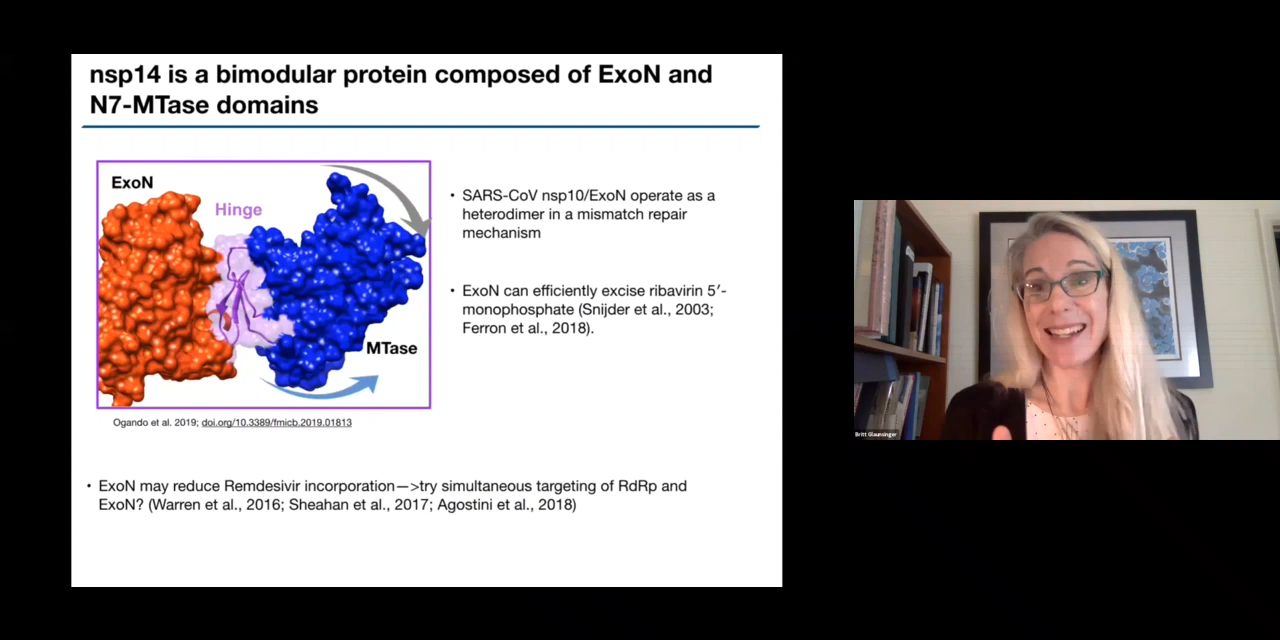 nsp14 is a bimodular protein composed of ExoN and
N7-MTase domains
ExoN
Hinge
MTase
Ogando et al. 2019; doi.org/10.3389/fmicb.2019.01813
• SARS-CoV nsp10/ExoN operate as a
heterodimer in a mismatch repair
mechanism
• ExoN can efficiently excise ribavirin 5′-
monophosphate (Snijder et al., 2003;
Ferron et al., 2018).
• ExoN may reduce Remdesivir incorporation—>try simultaneous targeting of RdRp and
ExoN? (Warren et al., 2016; Sheahan et al., 2017; Agostini et al., 2018)
Britt Glaunsinger